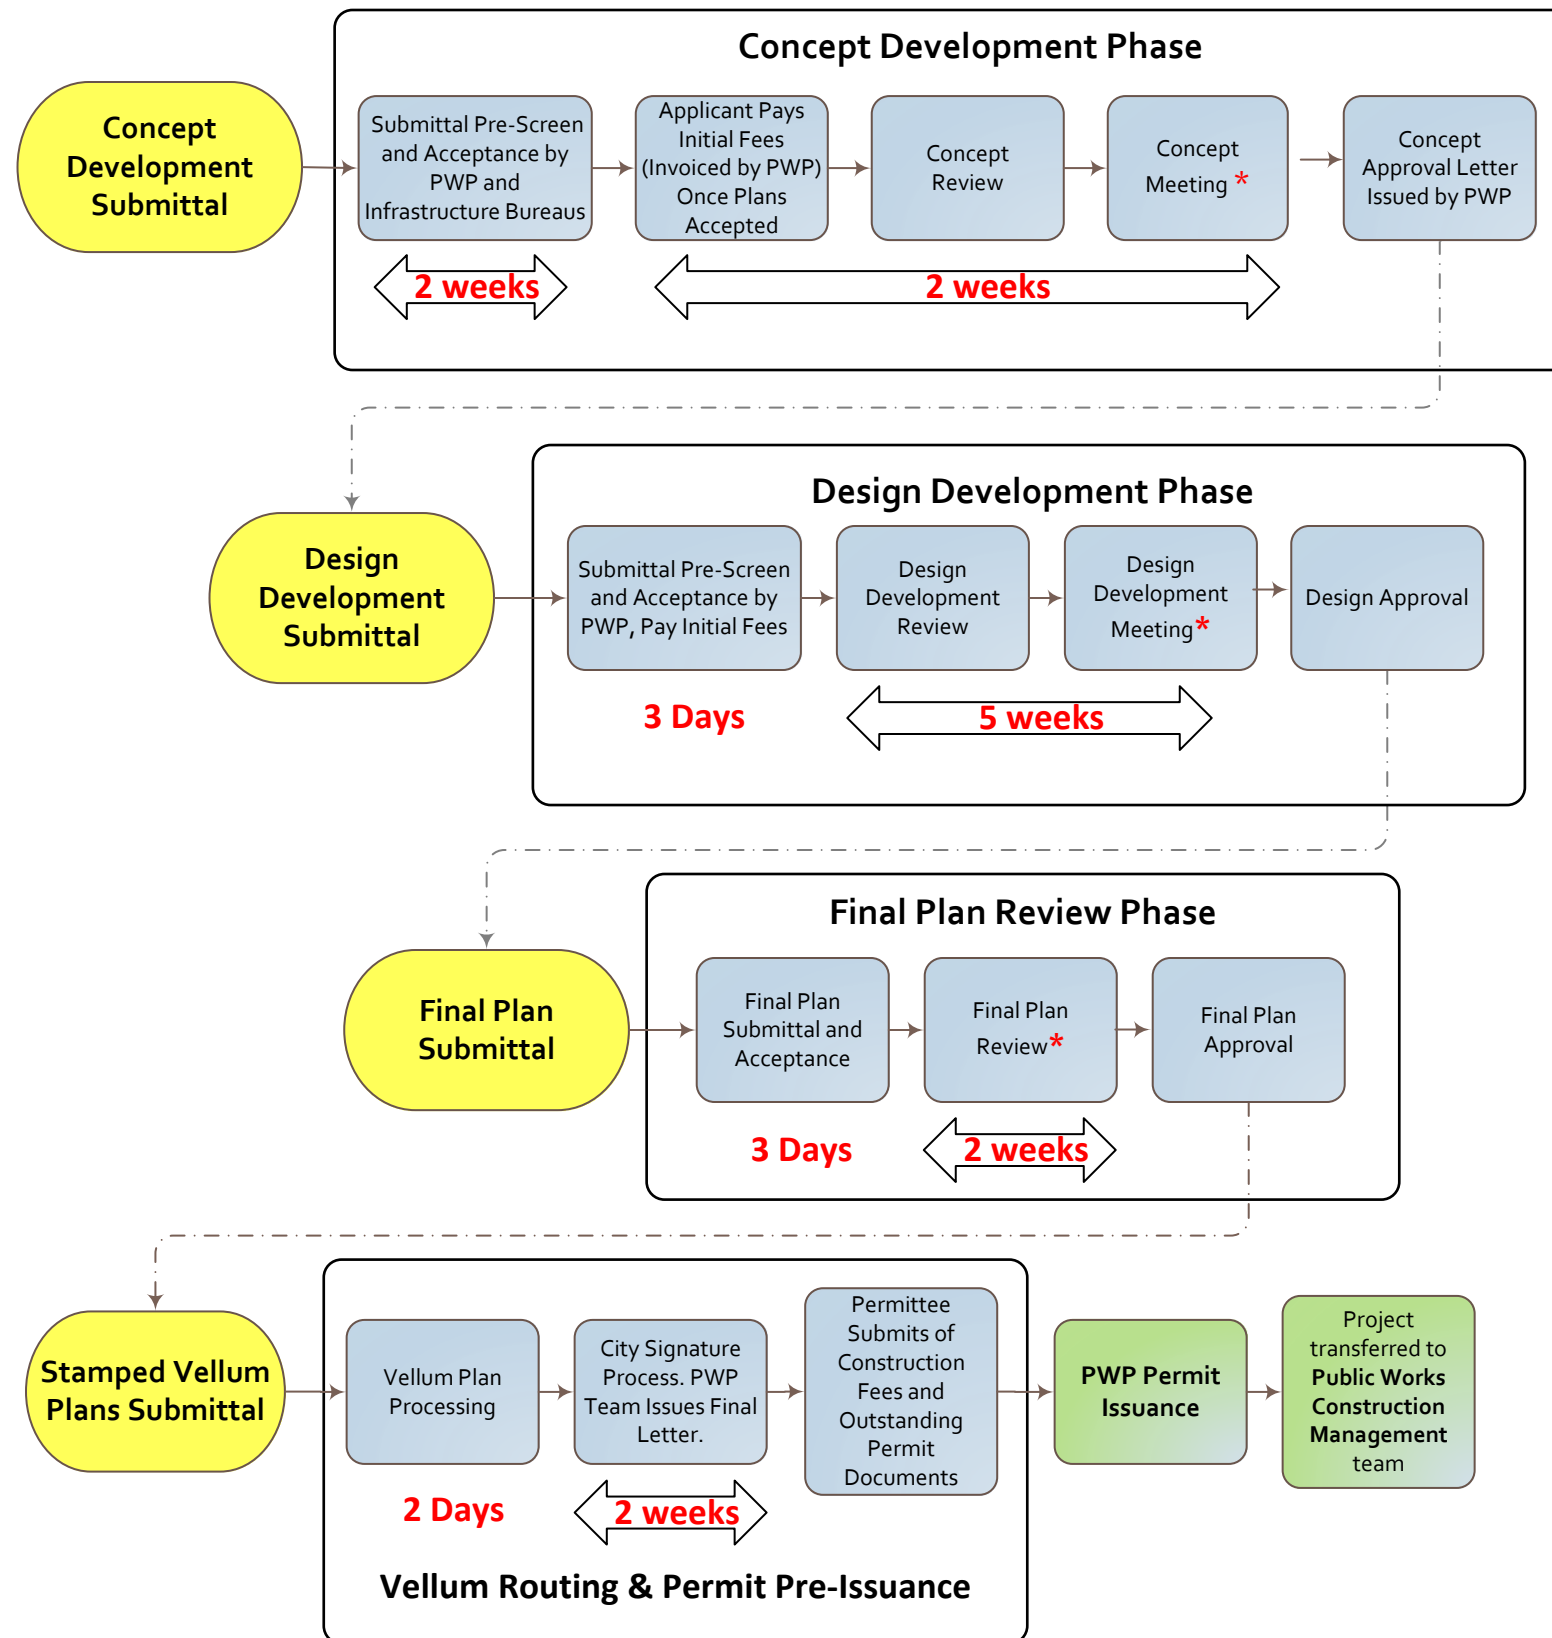 Concept Development Phase
Concept
Development
Submittal
Submittal Pre-Screen
and Acceptance by
PWP and
Infrastructure Bureaus
Applicant Pays
Initial Fees
(Invoiced by PWP)
Once Plans
Accepted
Concept
Review
Concept
Meeting *
Concept
Approval Letter
Issued by PWP
2 weeks
2 weeks
Design Development Phase
Design
Development
Submittal
Submittal Pre-Screen
and Acceptance by
PWP, Pay Initial Fees
Design
Development
Review
Design
Development
Meeting*
Design Approval
3 Days
5 weeks
Final Plan Review Phase
Final Plan
Submittal
Final Plan
Submittal and
Acceptance
Final Plan
Review*
Final Plan
Approval
3 Days
2 weeks
Stamped Vellum
Plans Submittal
Vellum Plan
Processing
City Signature
Process. PWP
Team Issues Final
Letter.
Permittee
Submits of
Construction
Fees and
Outstanding
Permit
Documents
PWP Permit
Issuance
Project
transferred to
Public Works
Construction
Management
team
2 Days
2 weeks
Vellum Routing & Permit Pre-Issuance